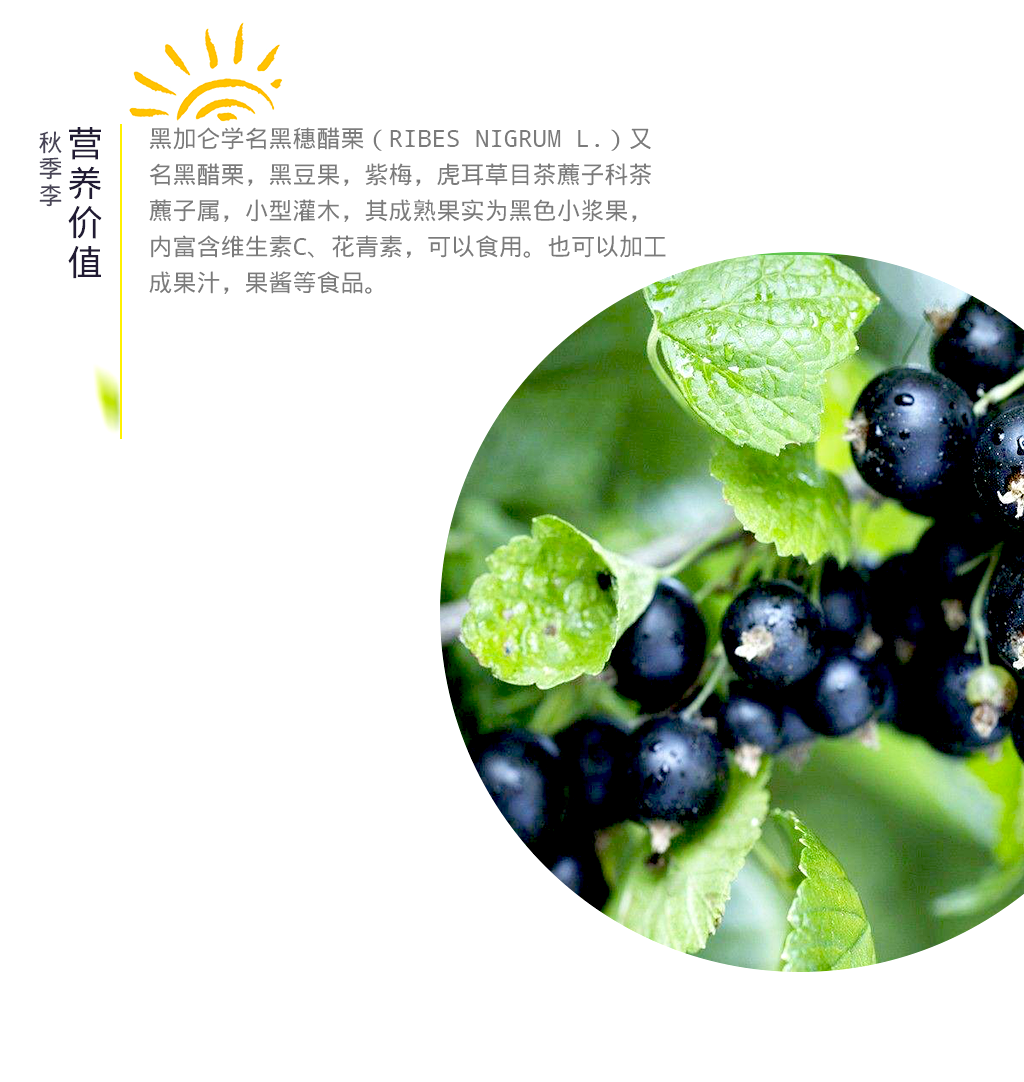 营养价值
秋季李
黑加仑学名黑穗醋栗（RIBES NIGRUM L.）又
名黑醋栗，黑豆果，紫梅，虎耳草目茶藨子科茶
藨子属，小型灌木，其成熟果实为黑色小浆果，
内富含维生素C、花青素，可以食用。也可以加工
成果汁，果酱等食品。